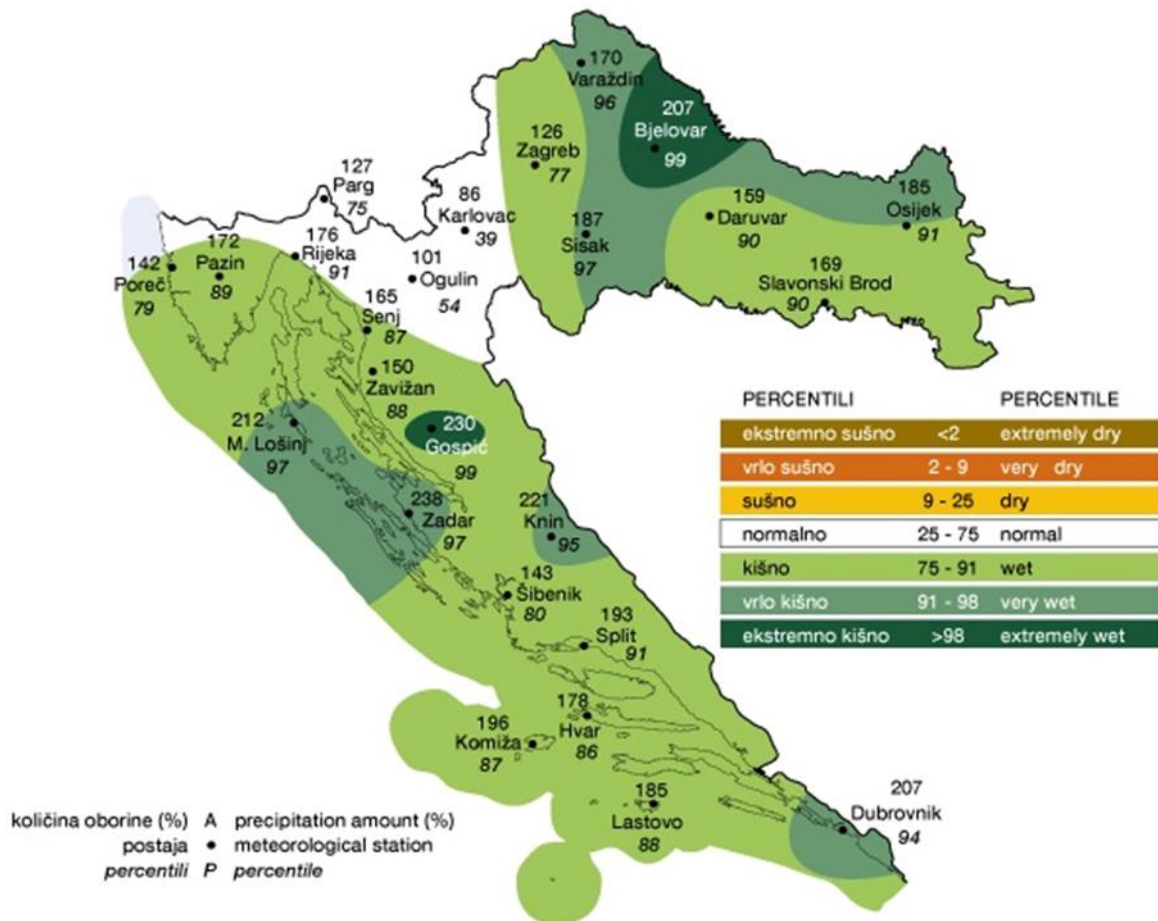 170
Varaždin
96
207
Bjelovar
99
126
Zagreb
77
127
Parg
75
86
Karlovac
39
159
Daruvar
90
185
Osijek
91
187
Sisak
97
176
Rijeka
91
172
Pazin
89
142
Poreč
79
101
Ogulin
54
169
Slavonski Brod
90
165
Senj
87
150
Zavižan
88
212
M. Lošinj
97
230
Gospić
99
238
Zadar
97
221
Knin
95
143
Šibenik
80
193
Split
91
178
Hvar
86
196
Komiža
87
185
Lastovo
88
207
Dubrovnik
94
PERCENTILI PERCENTILE
ekstremno sušno <2 extremely dry
vrlo sušno 2 - 9 very dry
sušno 9 - 25 dry
normalno 25 - 75 normal
kišno 75 - 91 wet
vrlo kišno 91 - 98 very wet
ekstremno kišno >98 extremely wet
količina oborine (%) A precipitation amount (%)
postaja • meteorological station
percentili P percentile